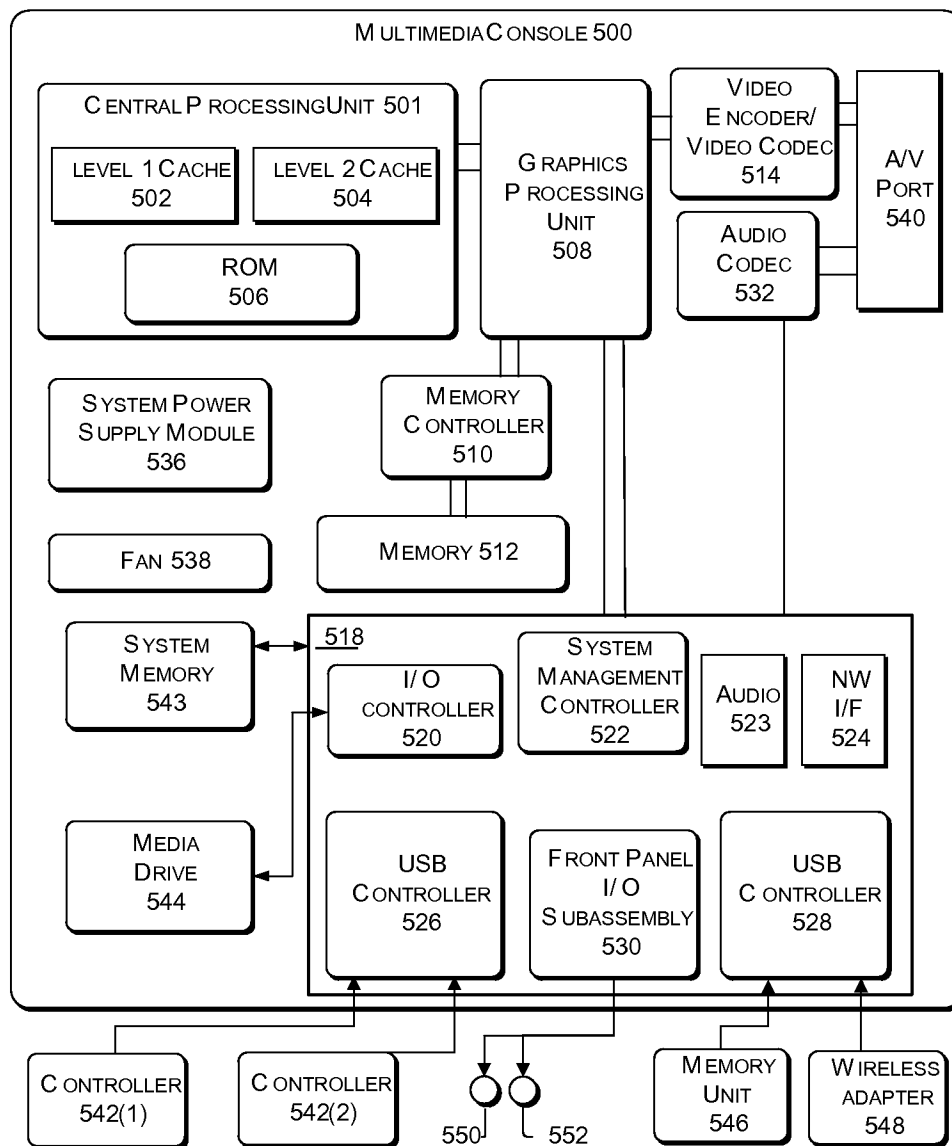 MULTIMEDIA CONSOLE 500
CENTRAL PROCESSING UNIT 501
LEVEL 1 CACHE
502
LEVEL 2 CACHE
504
ROM
506
GRAPHICS
PROCESSING
UNIT
508
VIDEO
ENCODER/
VIDEO CODEC
514
A/V
PORT
540
AUDIO
CODEC
532
SYSTEM POWER
SUPPLY MODULE
536
MEMORY
CONTROLLER
510
MEMORY 512
FAN 538
SYSTEM
MEMORY
543
518
I/O
CONTROLLER
520
SYSTEM
MANAGEMENT
CONTROLLER
522
AUDIO
523
NW
I/F
524
MEDIA
DRIVE
544
USB
CONTROLLER
526
FRONT PANEL
I/O
SUBASSEMBLY
530
USB
CONTROLLER
528
CONTROLLER
542(1)
CONTROLLER
542(2)
550
552
MEMORY
UNIT
546
WIRELESS
ADAPTER
548